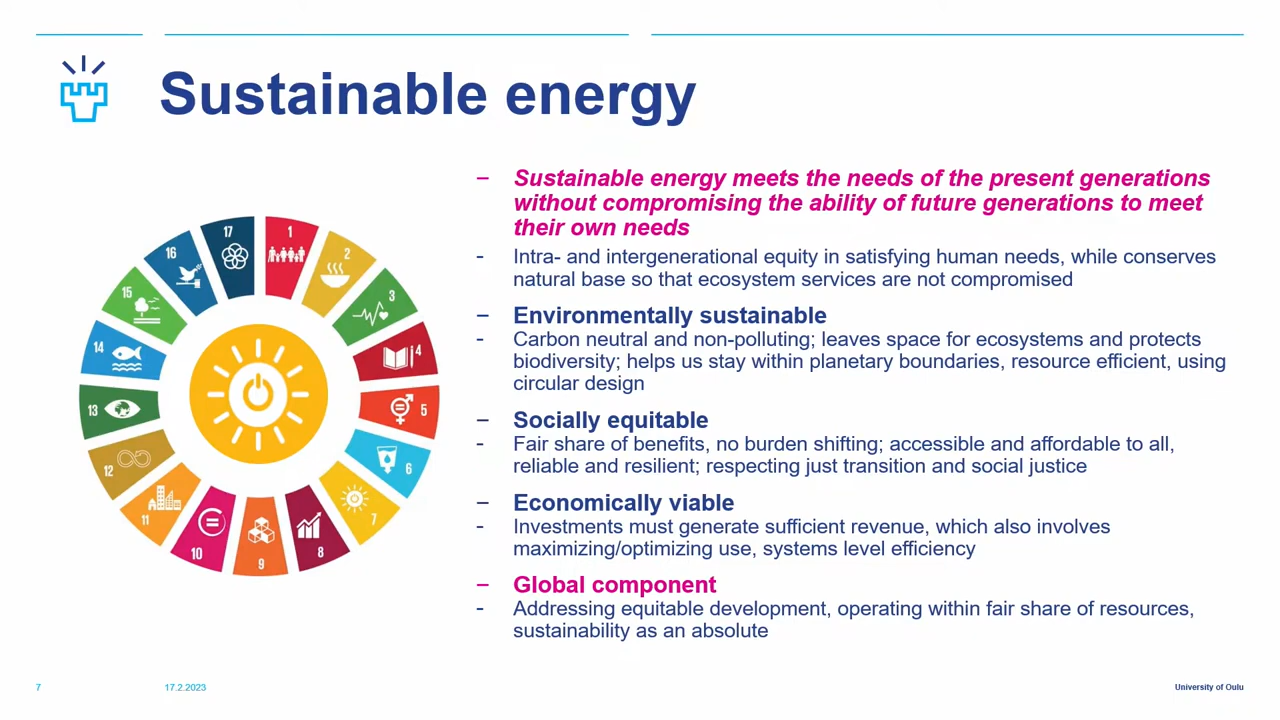 Sustainable energy
– Sustainable energy meets the needs of the present generations
without compromising the ability of future generations to meet
their own needs
- Intra- and intergenerational equity in satisfying human needs, while conserves
natural base so that ecosystem services are not compromised
– Environmentally sustainable
- Carbon neutral and non-polluting; leaves space for ecosystems and protects
biodiversity; helps us stay within planetary boundaries, resource efficient, using
circular design
– Socially equitable
- Fair share of benefits, no burden shifting; accessible and affordable to all,
reliable and resilient; respecting just transition and social justice
– Economically viable
- Investments must generate sufficient revenue, which also involves
maximizing/optimizing use, systems level efficiency
– Global component
- Addressing equitable development, operating within fair share of resources,
sustainability as an absolute
1
2
3
4
5
6
7
8
9
10
11
12
13
14
15
16
17
7
17.2.2023
University of Oulu